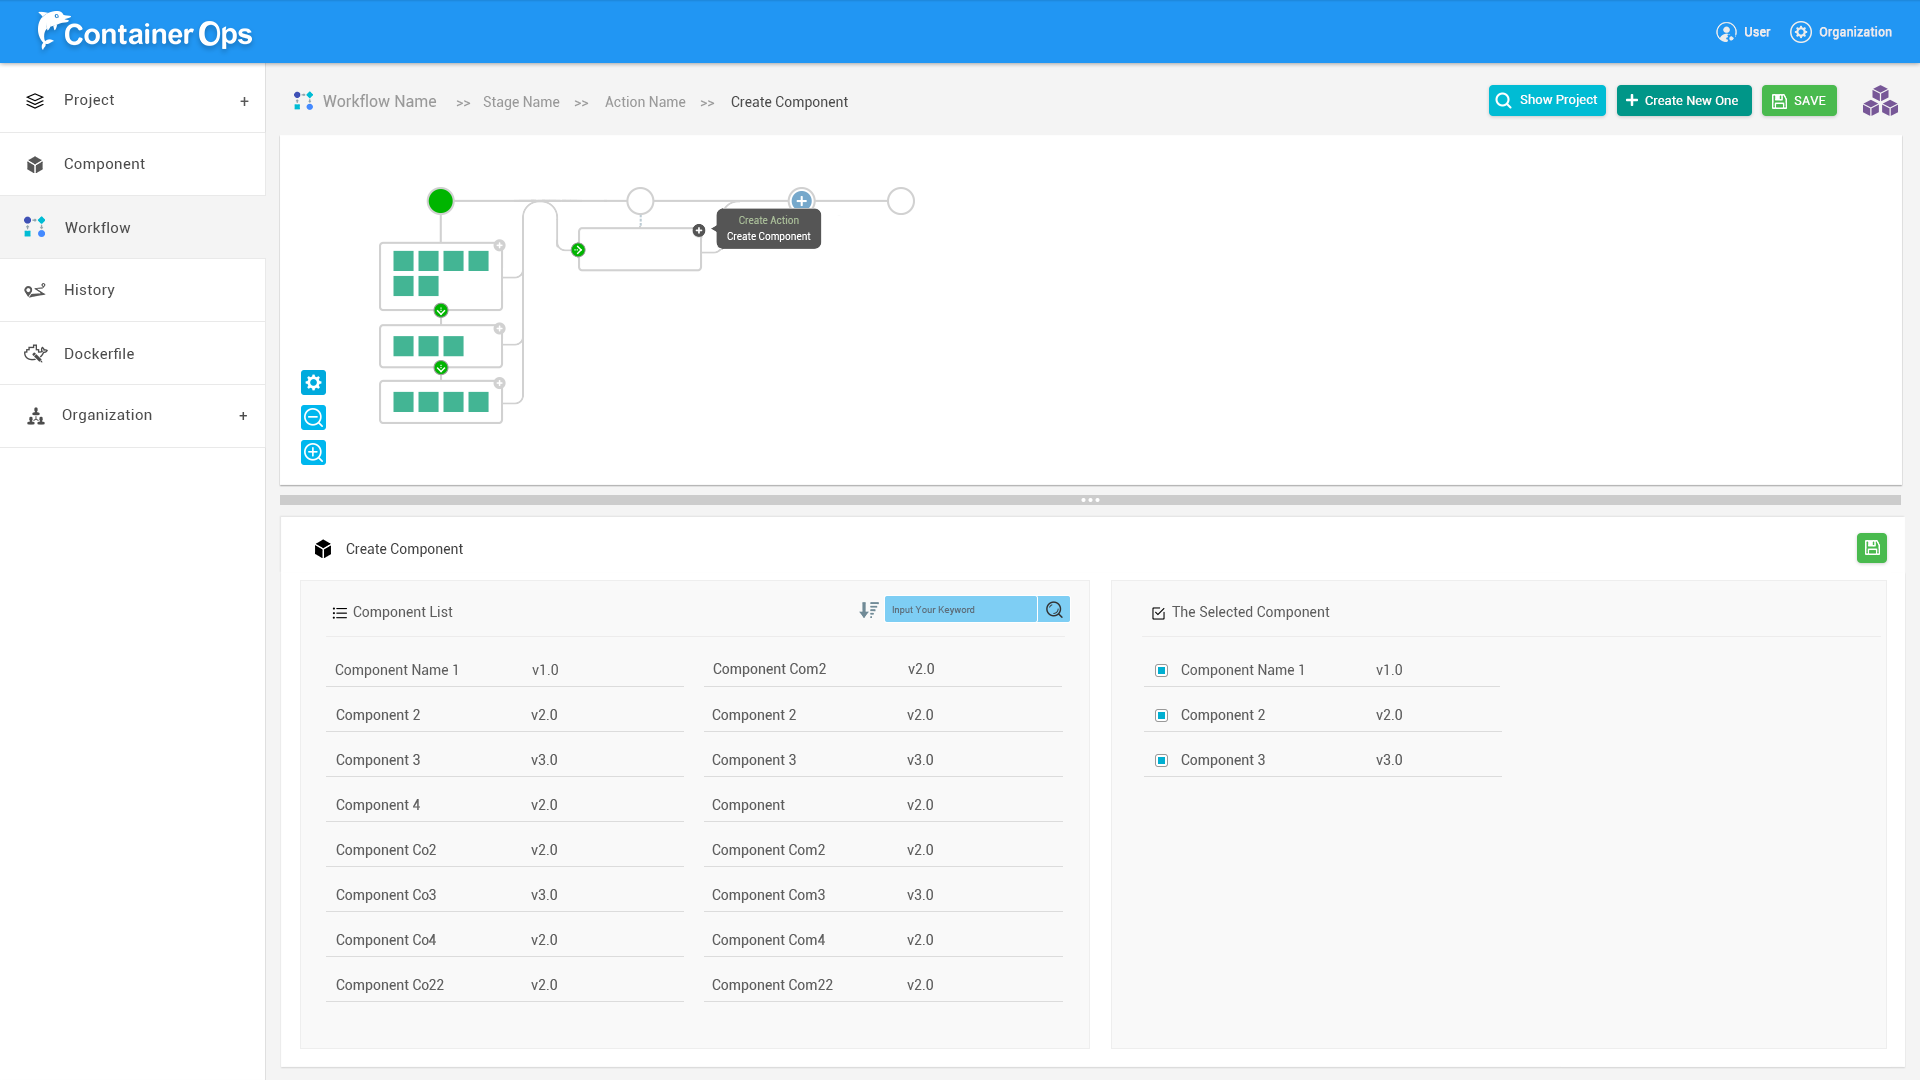 Container Ops
User
Organization
Project +
Component
Workflow
History
Dockerfile
Organization +
Workflow Name >> Stage Name >> Action Name >> Create Component
Show Project
+ Create New One
SAVE
Create Action
Create Component
Create Component
Component List
Input Your Keyword
The Selected Component
Component Name 1 v1.0 Component Com2 v2.0
Component 2 v2.0 Component 2 v2.0
Component 3 v3.0 Component 3 v3.0
Component 4 v2.0 Component v2.0
Component Co2 v2.0 Component Com2 v2.0
Component Co3 v3.0 Component Com3 v3.0
Component Co4 v2.0 Component Com4 v2.0
Component Co22 v2.0 Component Com22 v2.0
Component Name 1 v1.0
Component 2 v2.0
Component 3 v3.0